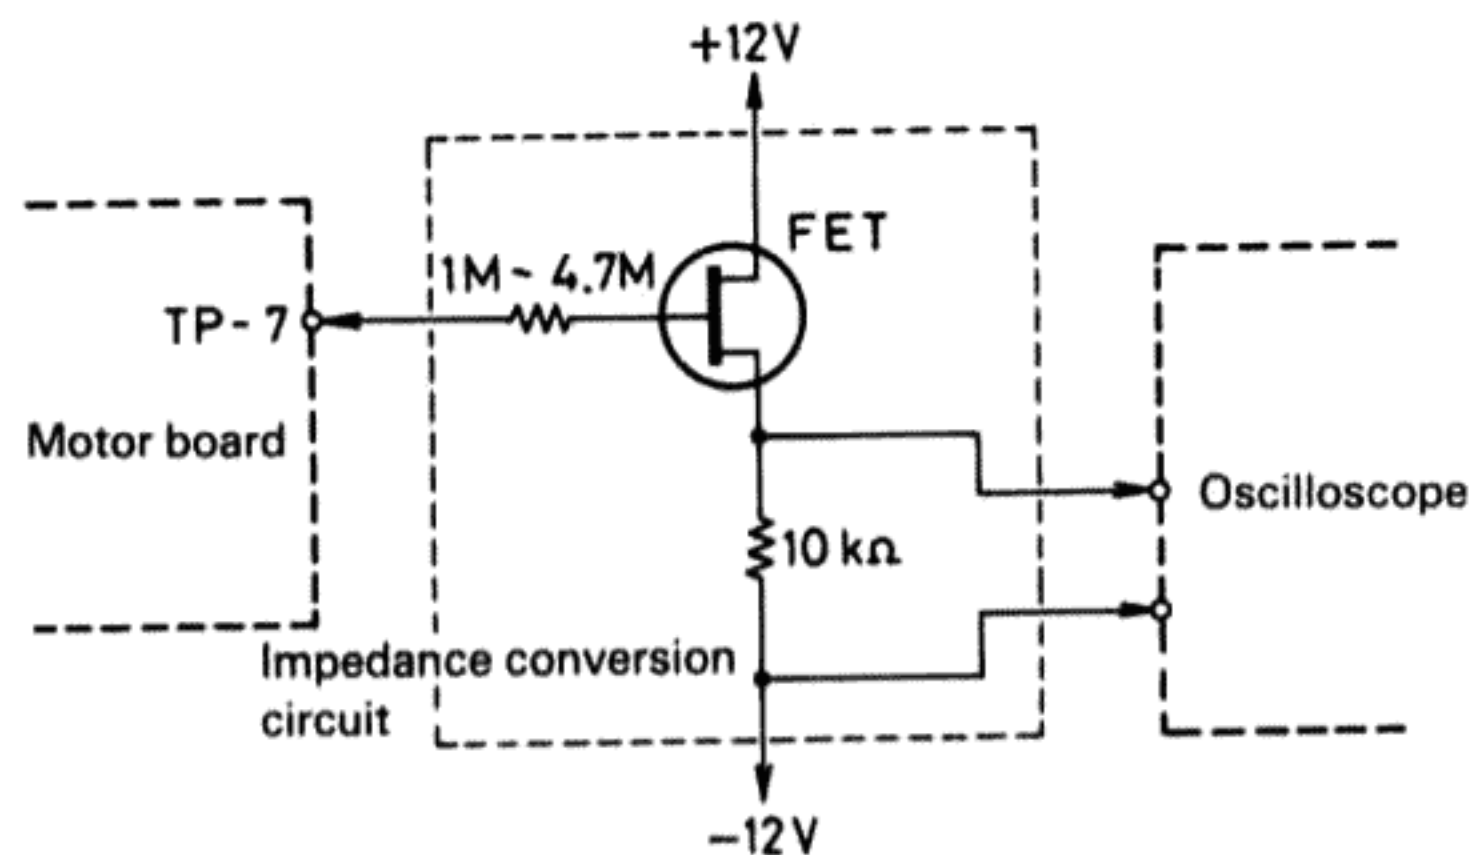 +12V
FET
1M ~ 4.7M
TP-7
Motor board
Oscilloscope
10 kΩ
Impedance conversion
circuit
-12V